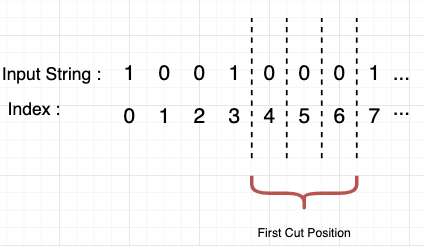 Input String : 1 0 0 1 0 0 0 1 ...
Index : 0 1 2 3 4 5 6 7 ...
First Cut Position